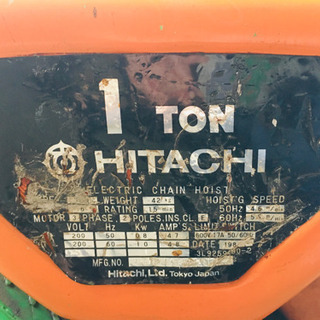 1 TON
HITACHI
ELECTRIC CHAIN HOIST
WEIGHT 42 HOIST'G SPEED
RATING 50Hz
MOTOR 3 PHASE 2 POLES.INS.CL.E 60Hz
VOLT Hz Kw AMP'S. LIMIT SWITCH
200 50 0.8 4.7
200 60 1.0 DATE
MFG.NO.
Hitachi,Ltd. Tokyo Japan